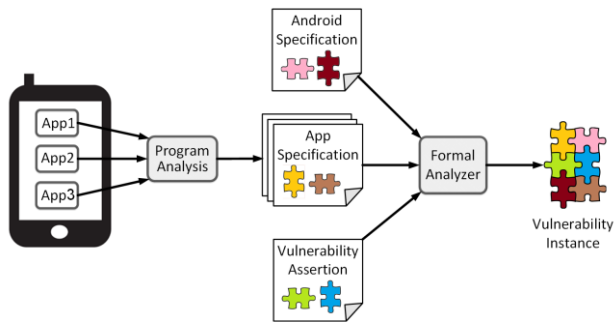 Android
Specification
App1
App2
App3
Program
Analysis
App
Specification
Formal
Analyzer
Vulnerability
Instance
Vulnerability
Assertion